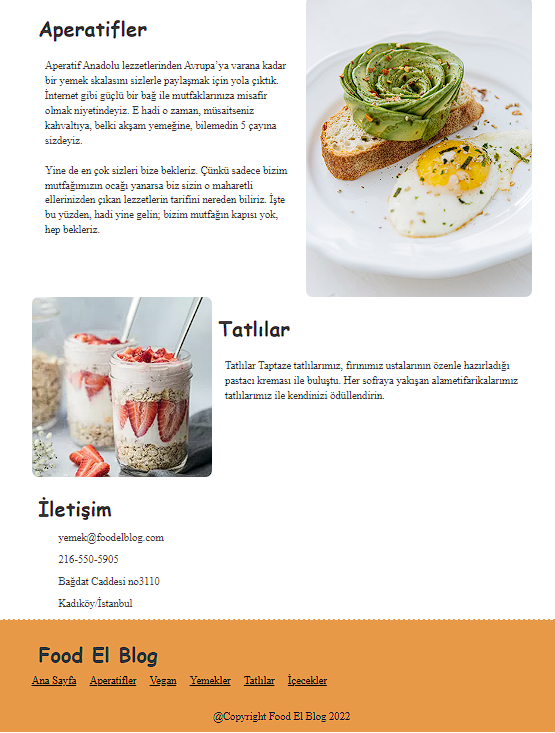 Aperatifler
Aperatif Anadolu lezzetlerinden Avrupa’ya varana kadar
bir yemek skalasını sizlerle paylaşmak için yola çıktık.
İnternet gibi güçlü bir bağ ile mutfaklarınıza misafir
olmak niyetindeyiz. E hadi o zaman, müsaitseniz
kahvaltıya, belki akşam yemeğine, bilemedin 5 çayına
sizdeyiz.
Yine de en çok sizleri bize bekleriz. Çünkü sadece bizim
mutfağımızın ocağı yanarsa biz sizin o maharetli
ellerinizden çıkan lezzetlerin tarifini nereden biliriz. İşte
bu yüzden, hadi yine gelin; bizim mutfağın kapısı yok,
hep bekleriz.
Tatlılar
Tatlılar Taptaze tatlılarımız, fırınımız ustalarının özenle hazırladığı
pastacı kreması ile buluştu. Her sofraya yakışan alametifarikalarımız
tatlılarımız ile kendinizi ödüllendirin.
İletişim
yemek@foodelblog.com
216-550-5905
Bağdat Caddesi no3110
Kadıköy/İstanbul
Food El Blog
Ana Sayfa Aperatifler Vegan Yemekler Tatlılar İçecekler
@Copyright Food El Blog 2022